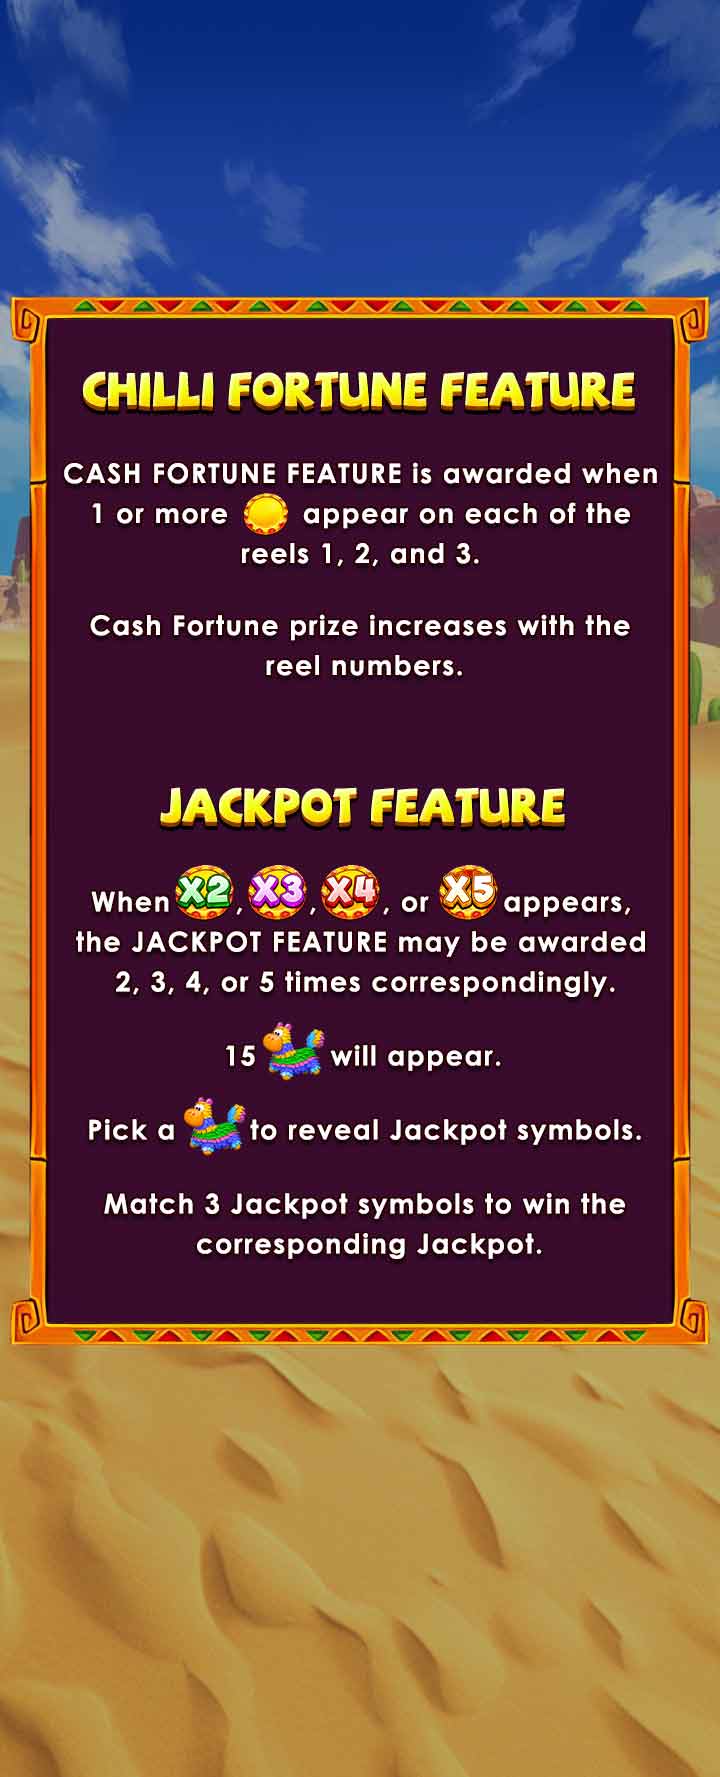 CHILLI FORTUNE FEATURE
CASH FORTUNE FEATURE is awarded when
1 or more appear on each of the
reels 1, 2, and 3.
Cash Fortune prize increases with the
reel numbers.
JACKPOT FEATURE
When X2, X3, X4, or X5 appears,
the JACKPOT FEATURE may be awarded
2, 3, 4, or 5 times correspondingly.
15 will appear.
Pick a to reveal Jackpot symbols.
Match 3 Jackpot symbols to win the
corresponding Jackpot.